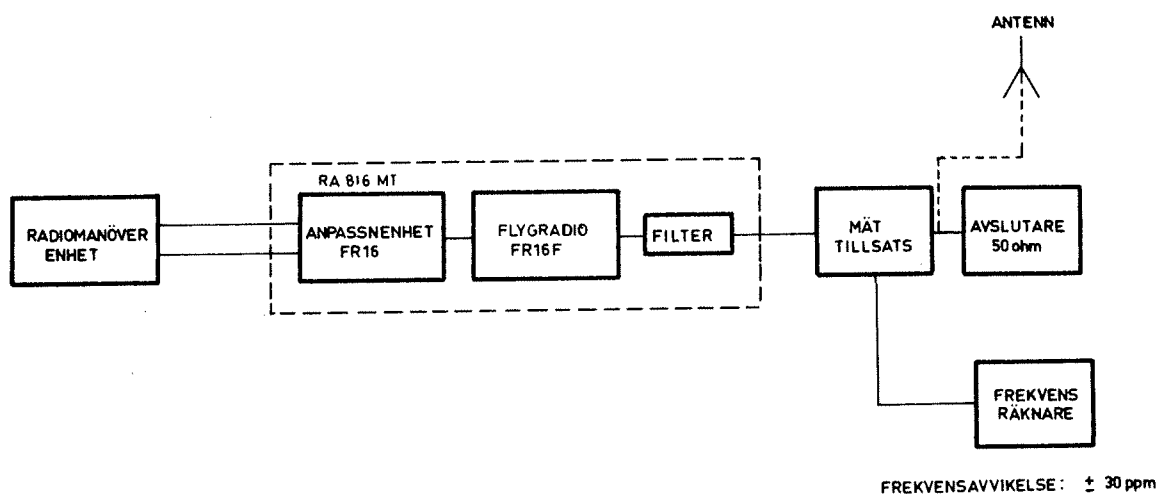 ANTENN
RA 816 MT
RADIOMANÖVER
ENHET
ANPASSNENHET
FR16
FLYGRADIO
FR16F
FILTER
MÄT
TILLSATS
AVSLUTARE
50 ohm
FREKVENS
RÄKNARE
FREKVENSAVVIKELSE: ± 30 ppm